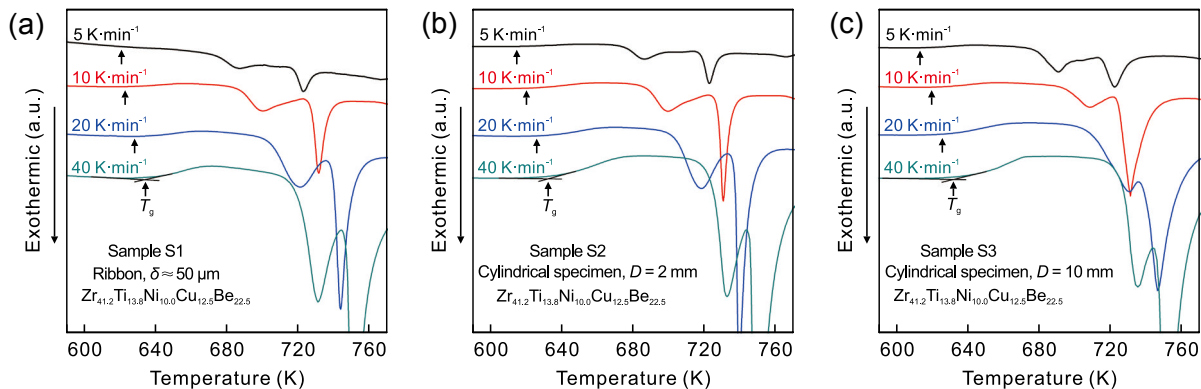 (a)
5 K·min⁻¹
10 K·min⁻¹
20 K·min⁻¹
40 K·min⁻¹
Tg
Exothermic (a.u.)
Sample S1
Ribbon, δ ≈ 50 μm
Zr41.2Ti13.8Ni10.0Cu12.5Be22.5
600 640 680 720 760
Temperature (K)
(b)
5 K·min⁻¹
10 K·min⁻¹
20 K·min⁻¹
40 K·min⁻¹
Tg
Exothermic (a.u.)
Sample S2
Cylindrical specimen, D = 2 mm
Zr41.2Ti13.8Ni10.0Cu12.5Be22.5
600 640 680 720 760
Temperature (K)
(c)
5 K·min⁻¹
10 K·min⁻¹
20 K·min⁻¹
40 K·min⁻¹
Tg
Exothermic (a.u.)
Sample S3
Cylindrical specimen, D = 10 mm
Zr41.2Ti13.8Ni10.0Cu12.5Be22.5
600 640 680 720 760
Temperature (K)